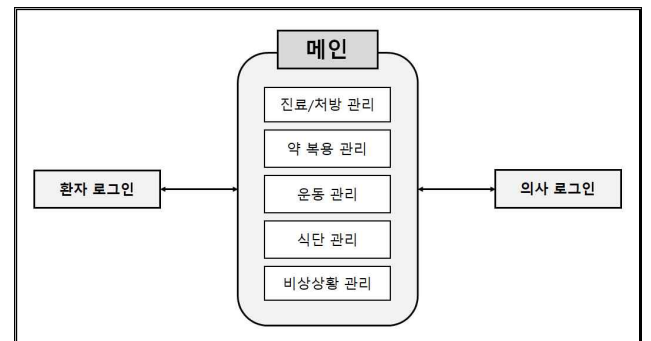 메인
진료/처방 관리
약 복용 관리
환자 로그인
운동 관리
의사 로그인
식단 관리
비상상황 관리